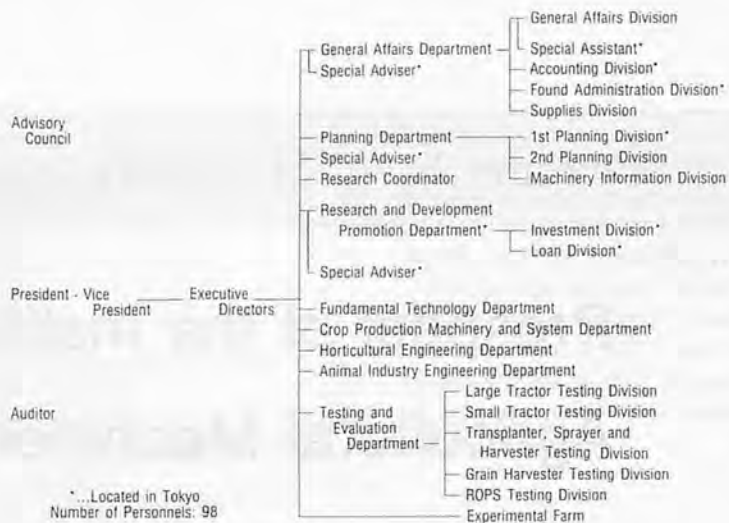 General Affairs Division
General Affairs Department
Special Assistant*
Special Adviser*
Accounting Division*
Found Administration Division*
Supplies Division
Advisory
Council
Planning Department
1st Planning Division*
Special Adviser*
2nd Planning Division
Research Coordinator
Machinery Information Division
Research and Development
Promotion Department*
Investment Division*
Loan Division*
Special Adviser*
President - Vice
President
Executive
Directors
Fundamental Technology Department
Crop Production Machinery and System Department
Horticultural Engineering Department
Animal Industry Engineering Department
Auditor
Testing and
Evaluation
Department
Large Tractor Testing Division
Small Tractor Testing Division
Transplanter, Sprayer and
Harvester Testing Division
Grain Harvester Testing Division
ROPS Testing Division
Experimental Farm
*...Located in Tokyo
Number of Personnels: 98